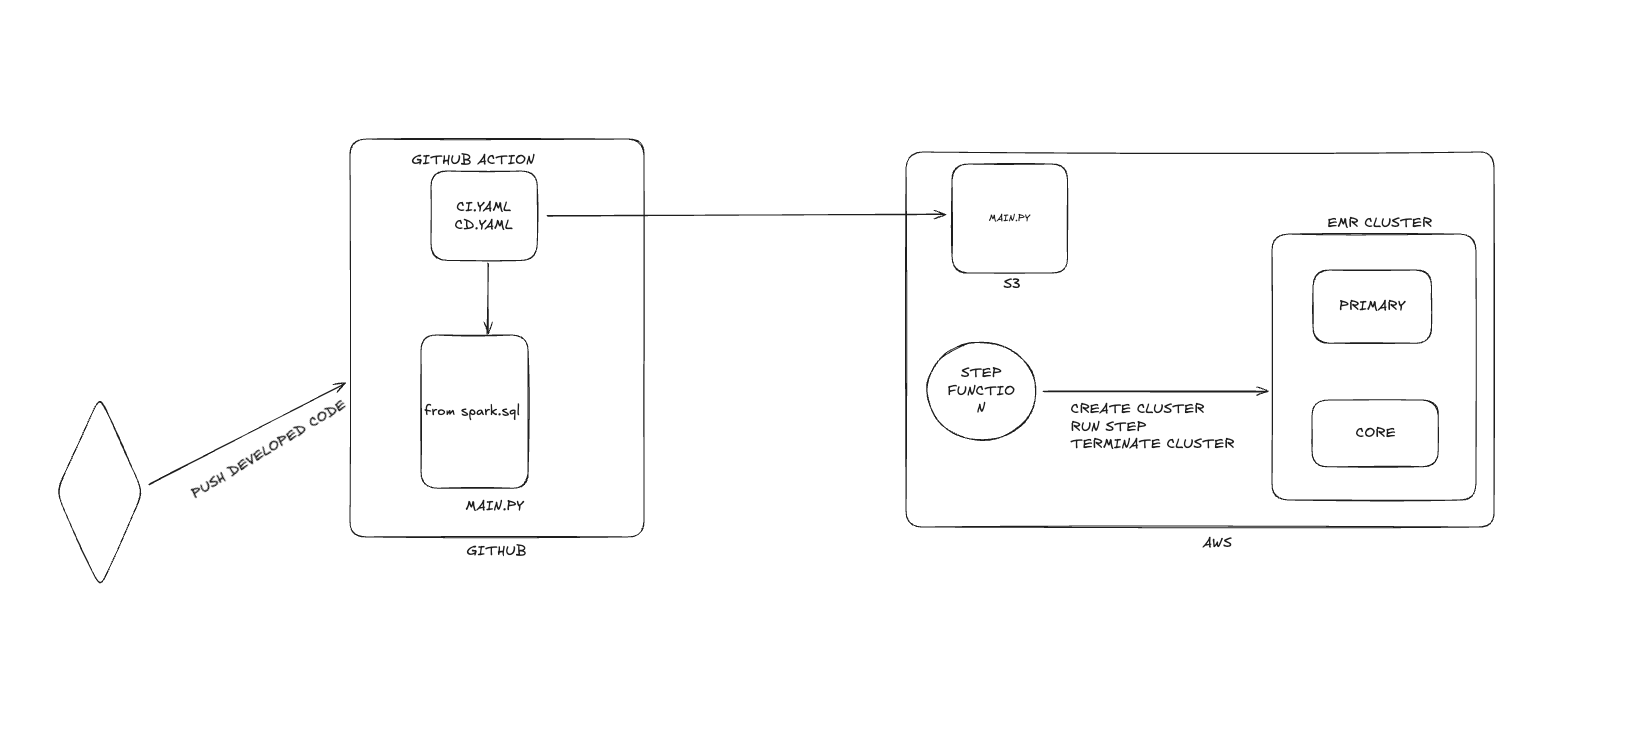 GITHUB ACTION
CI.YAML
CD.YAML
from spark.sql
MAIN.PY
GITHUB
PUSH DEVELOPED CODE
MAIN.PY
S3
EMR CLUSTER
PRIMARY
CORE
STEP
FUNCTIO
N
CREATE CLUSTER
RUN STEP
TERMINATE CLUSTER
AWS